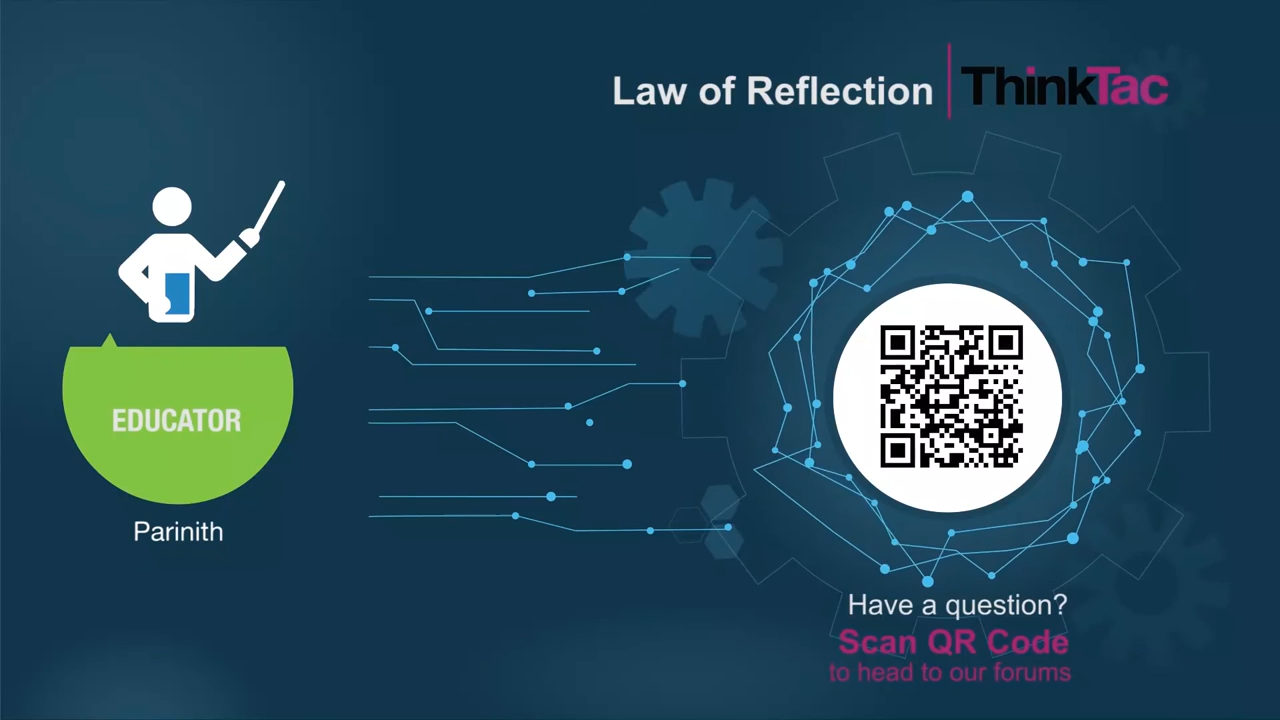 Law of Reflection
ThinkTac
EDUCATOR
Parinith
Have a question?
Scan QR Code
to head to our forums